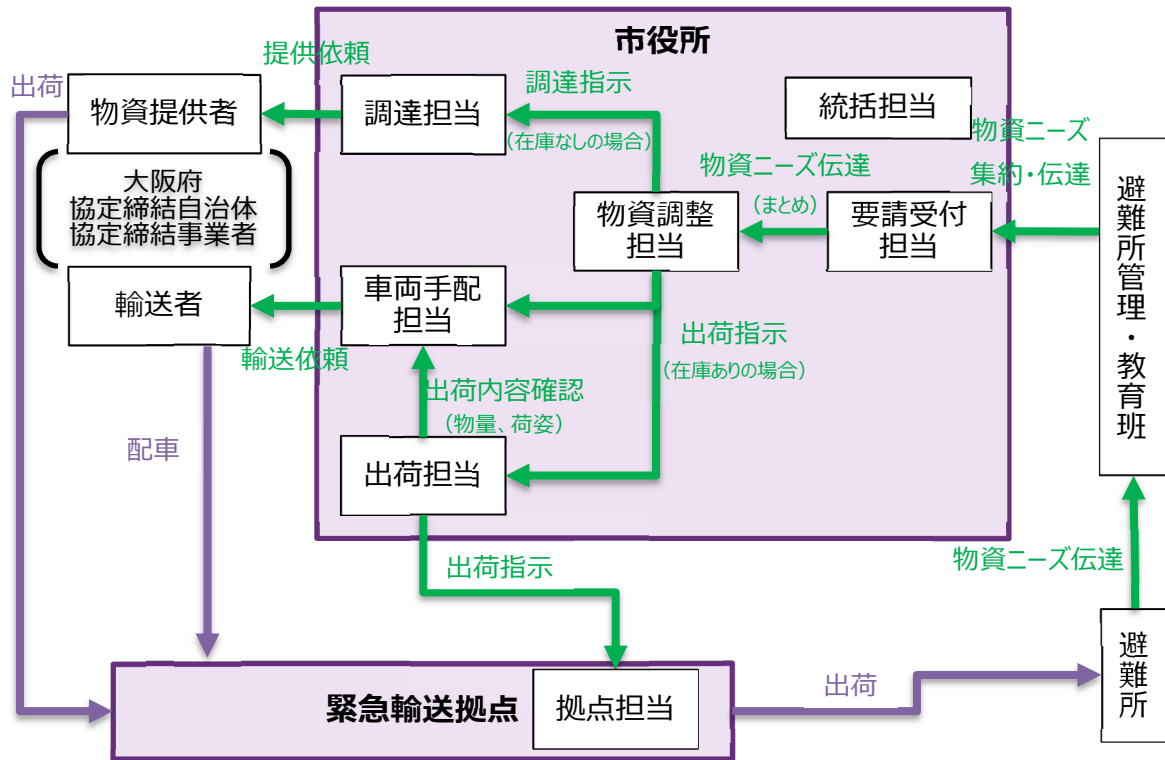 市役所
提供依頼
出荷
物資提供者
調達担当
調達指示
(在庫なしの場合)
統括担当
物資ニーズ
集約・伝達
大阪府
協定締結自治体
協定締結事業者
物資ニーズ伝達
(まとめ)
物資調整
担当
要請受付
担当
避難所管理・教育班
輸送者
車両手配
担当
輸送依頼
出荷指示
(在庫ありの場合)
出荷内容確認
(物量、荷姿)
配車
出荷担当
出荷指示
物資ニーズ伝達
緊急輸送拠点
拠点担当
出荷
避難所